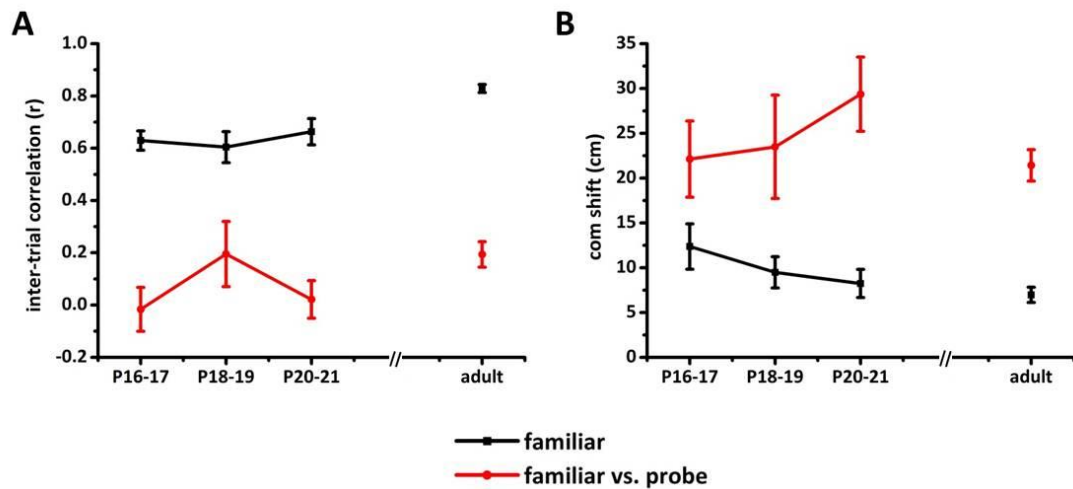 A
inter-trial correlation (r)
1.0
0.8
0.6
0.4
0.2
0.0
-0.2
P16-17 P18-19 P20-21 // adult
B
com shift (cm)
35
30
25
20
15
10
5
0
P16-17 P18-19 P20-21 // adult
familiar
familiar vs. probe